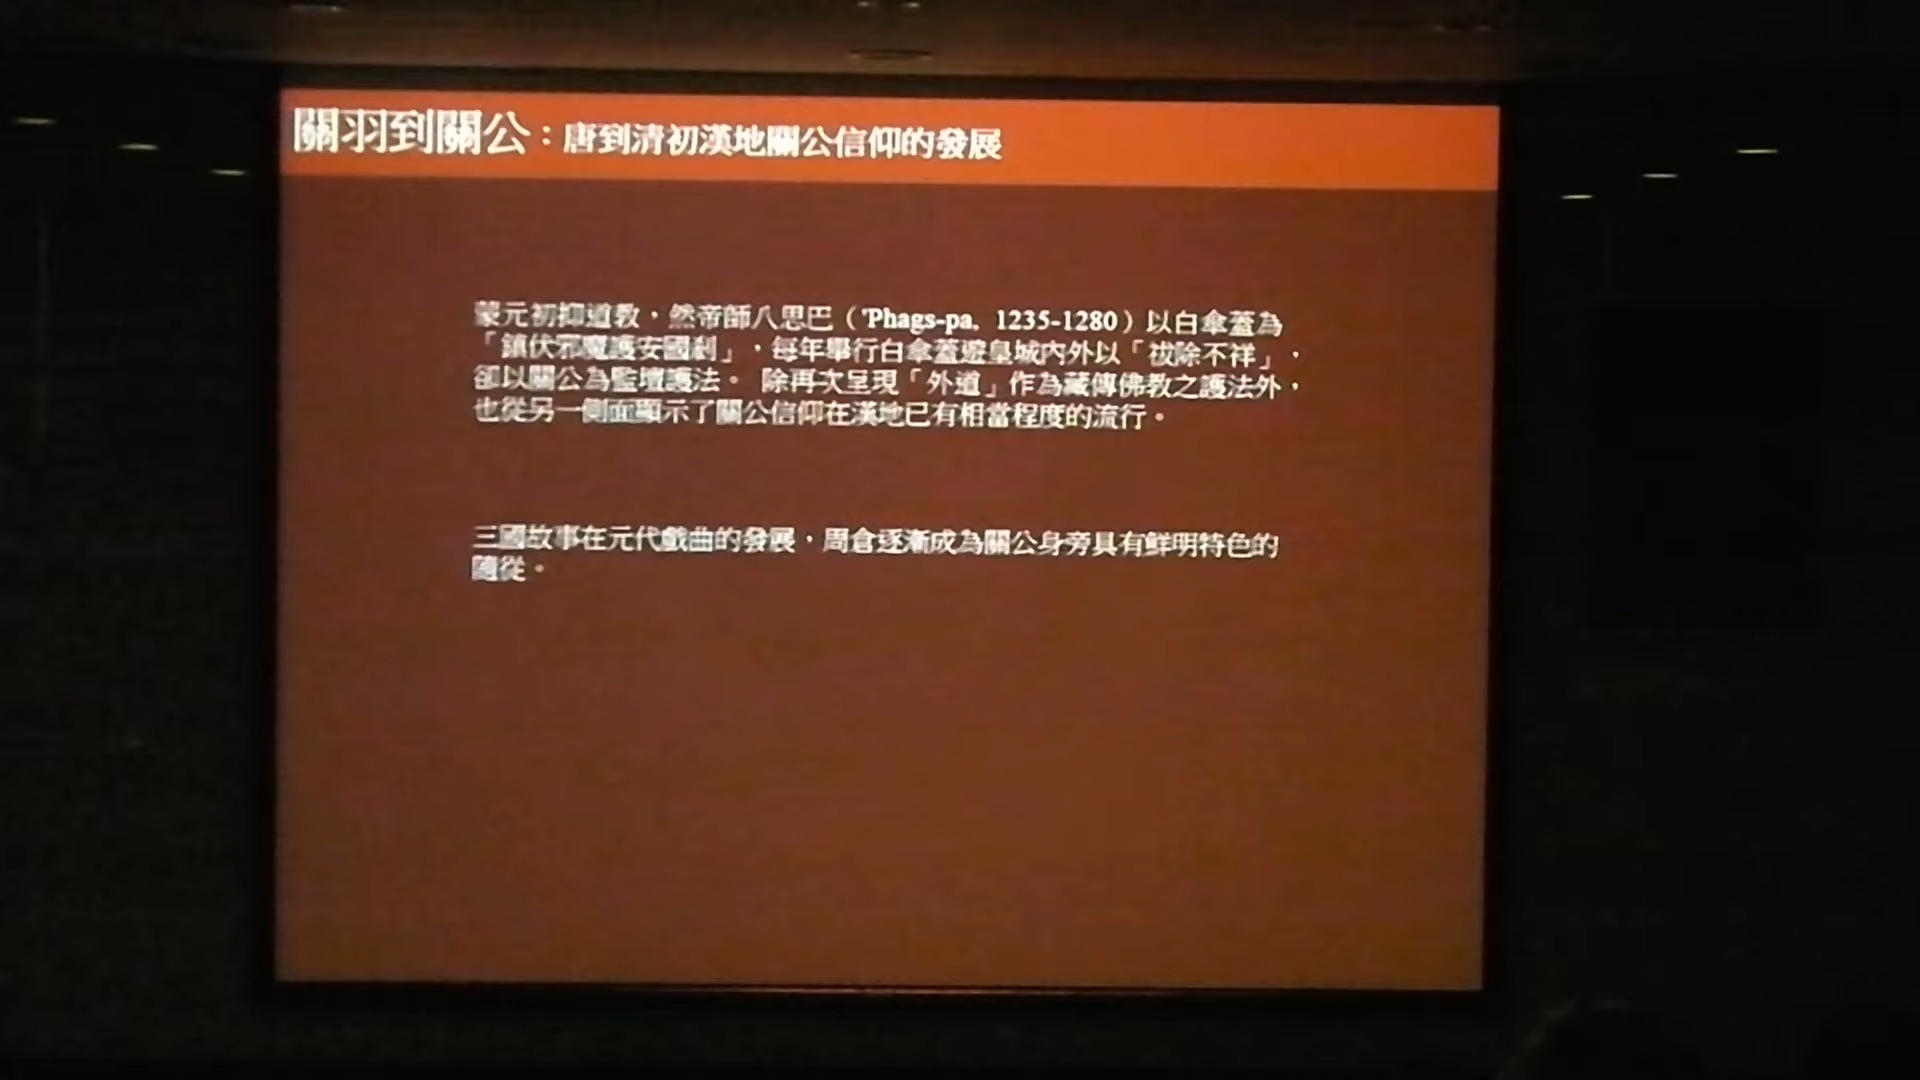 關羽到關公：唐到清初漢地關公信仰的發展
蒙元初抑道教，然帝師八思巴（'Phags-pa, 1235-1280）以白傘蓋為
「鎮伏邪魔護安國剎」，每年舉行白傘蓋遊皇城內外以「祓除不祥」，
卻以關公為監壇護法。 除再次呈現「外道」作為藏傳佛教之護法外，
也從另一側面顯示了關公信仰在漢地已有相當程度的流行。
三國故事在元代戲曲的發展，周倉逐漸成為關公身旁具有鮮明特色的
隨從。